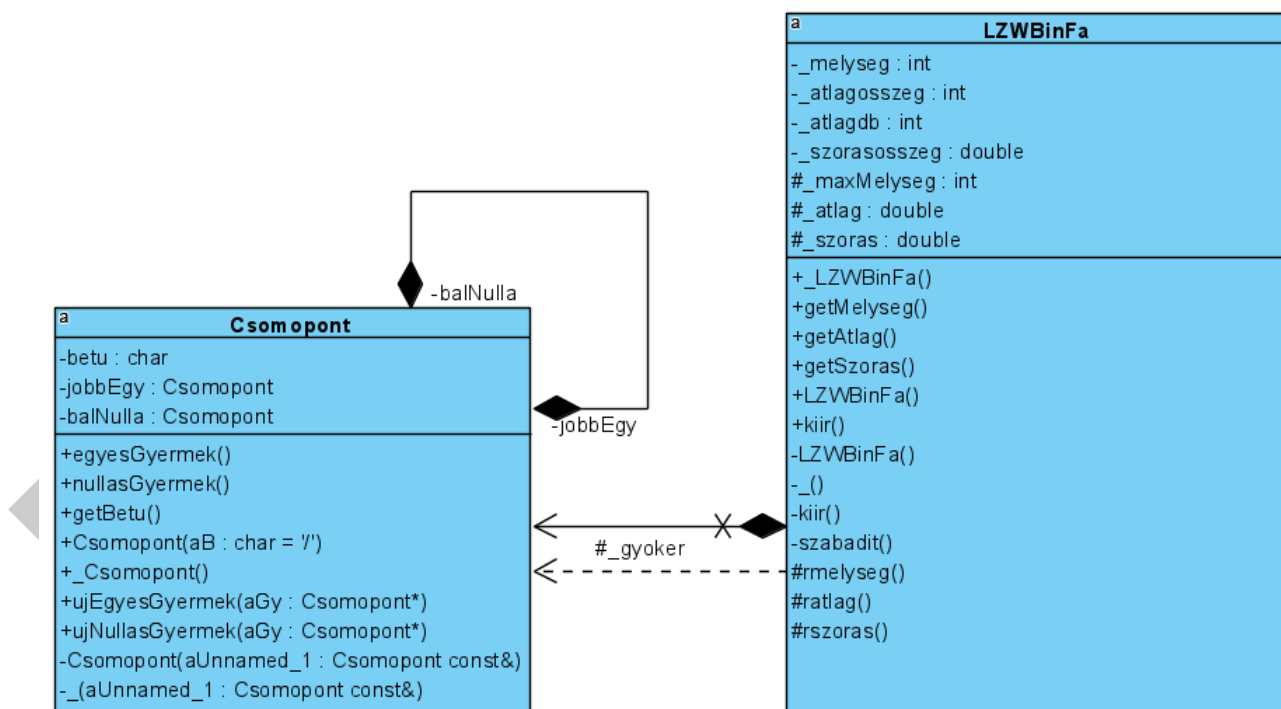 a
LZWBinFa
-_melyseg : int
-_atlagosszeg : int
-_atlagdb : int
-_szorasosszeg : double
#_maxMelyseg : int
#_atlag : double
#_szoras : double
+_LZWBinFa()
+getMelyseg()
+getAtlag()
+getSzoras()
+LZWBinFa()
+kiir()
-LZWBinFa()
-_()
-kiir()
-szabadit()
#rmelyseg()
#ratlag()
#rszoras()
-balNulla
a
Csomopont
-betu : char
-jobbEgy : Csomopont
-balNulla : Csomopont
+egyesGyermek()
+nullasGyermek()
+getBetu()
+Csomopont(aB : char = '/')
+_Csomopont()
+ujEgyesGyermek(aGy : Csomopont*)
+ujNullasGyermek(aGy : Csomopont*)
-Csomopont(aUnnamed_1 : Csomopont const&)
-_(aUnnamed_1 : Csomopont const&)
-jobbEgy
#_gyoker